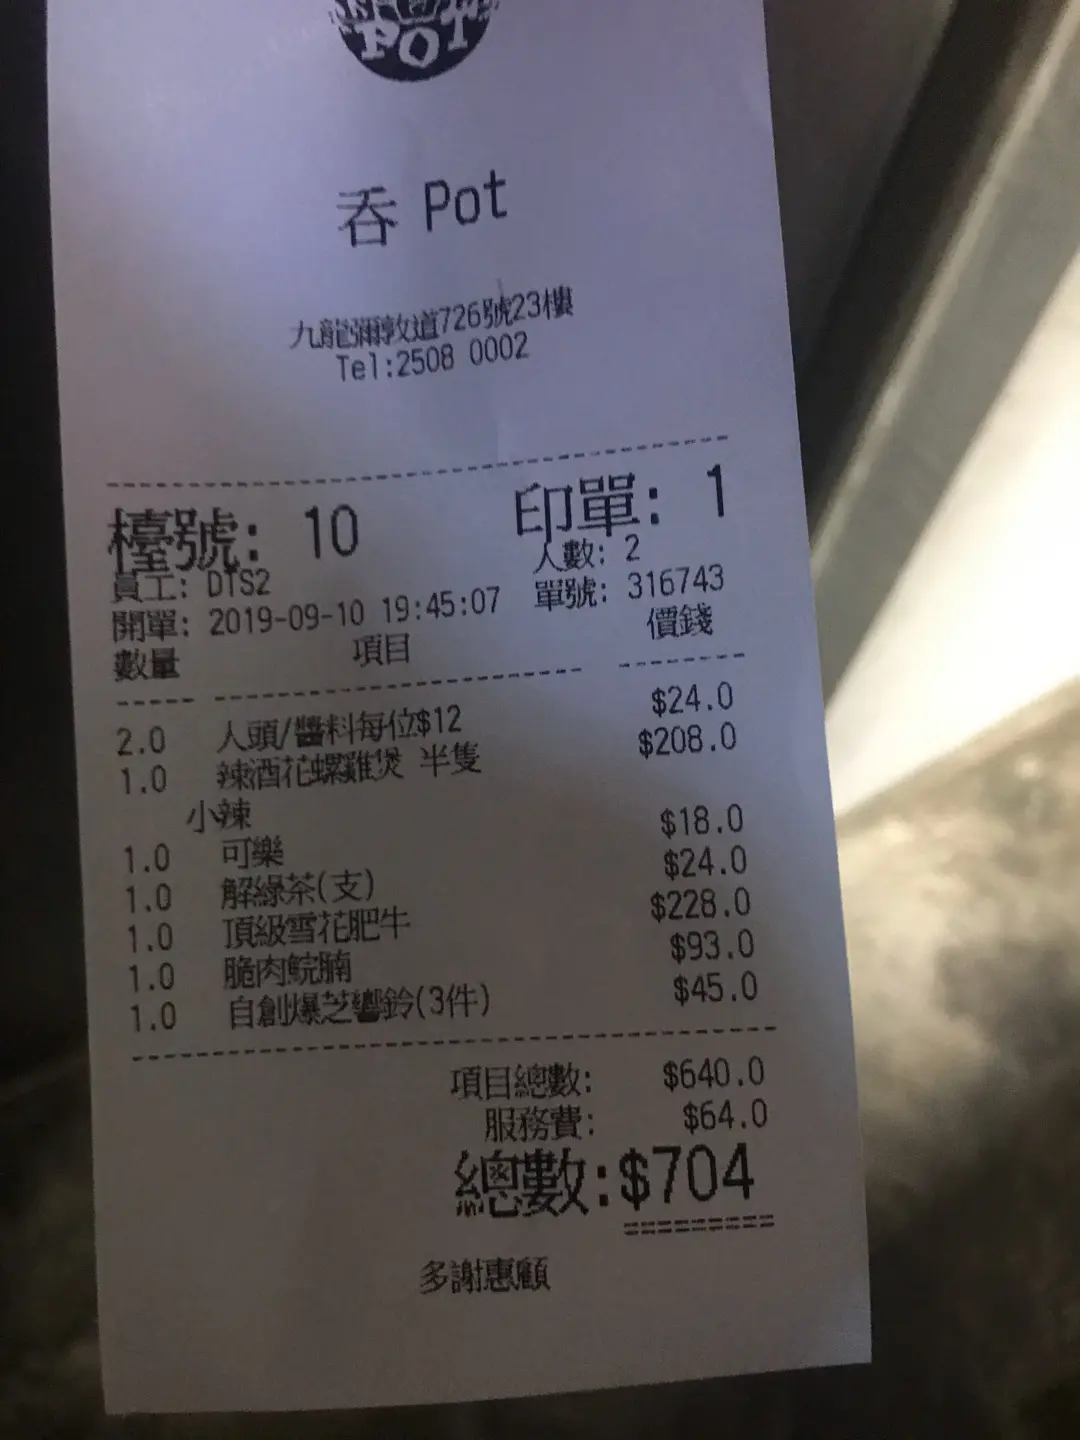 POT
呑 Pot
九龍彌敦道726號23樓
Tel:2508 0002
檯號: 10 印單: 1
員工: DTS2 人數: 2
開單: 2019-09-10 19:45:07 單號: 316743
數量 項目 價錢
2.0 人頭/醬料每位$12 $24.0
1.0 辣酒花螺雞煲 半隻 $208.0
小辣
1.0 可樂 $18.0
1.0 解綠茶(支) $24.0
1.0 頂級雪花肥牛 $228.0
1.0 脆肉鯇腩 $93.0
1.0 自創爆芝響鈴(3件) $45.0
項目總數: $640.0
服務費: $64.0
總數:$704
多謝惠顧